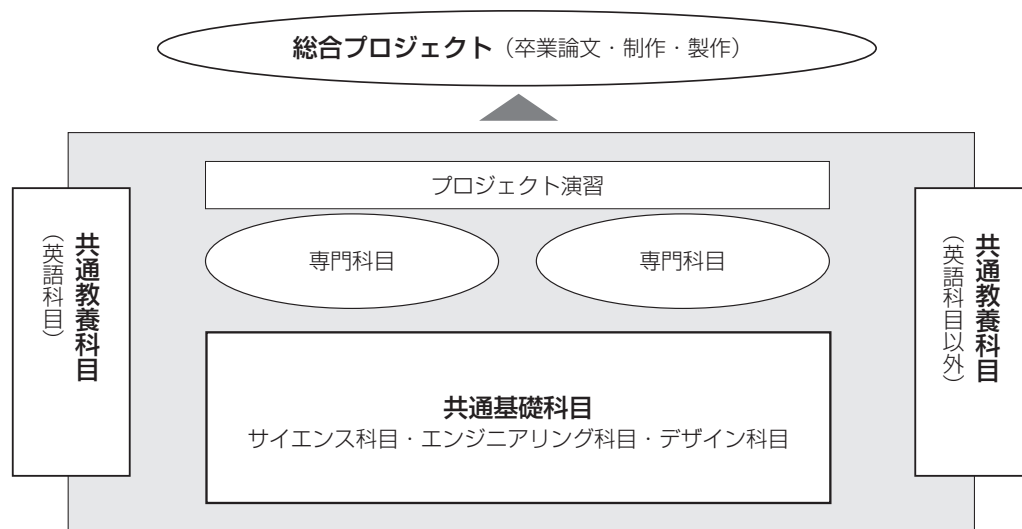 総合プロジェクト（卒業論文・制作・製作）
プロジェクト演習
専門科目
専門科目
共通教養科目
（英語科目）
共通教養科目
（英語科目以外）
共通基礎科目
サイエンス科目・エンジニアリング科目・デザイン科目